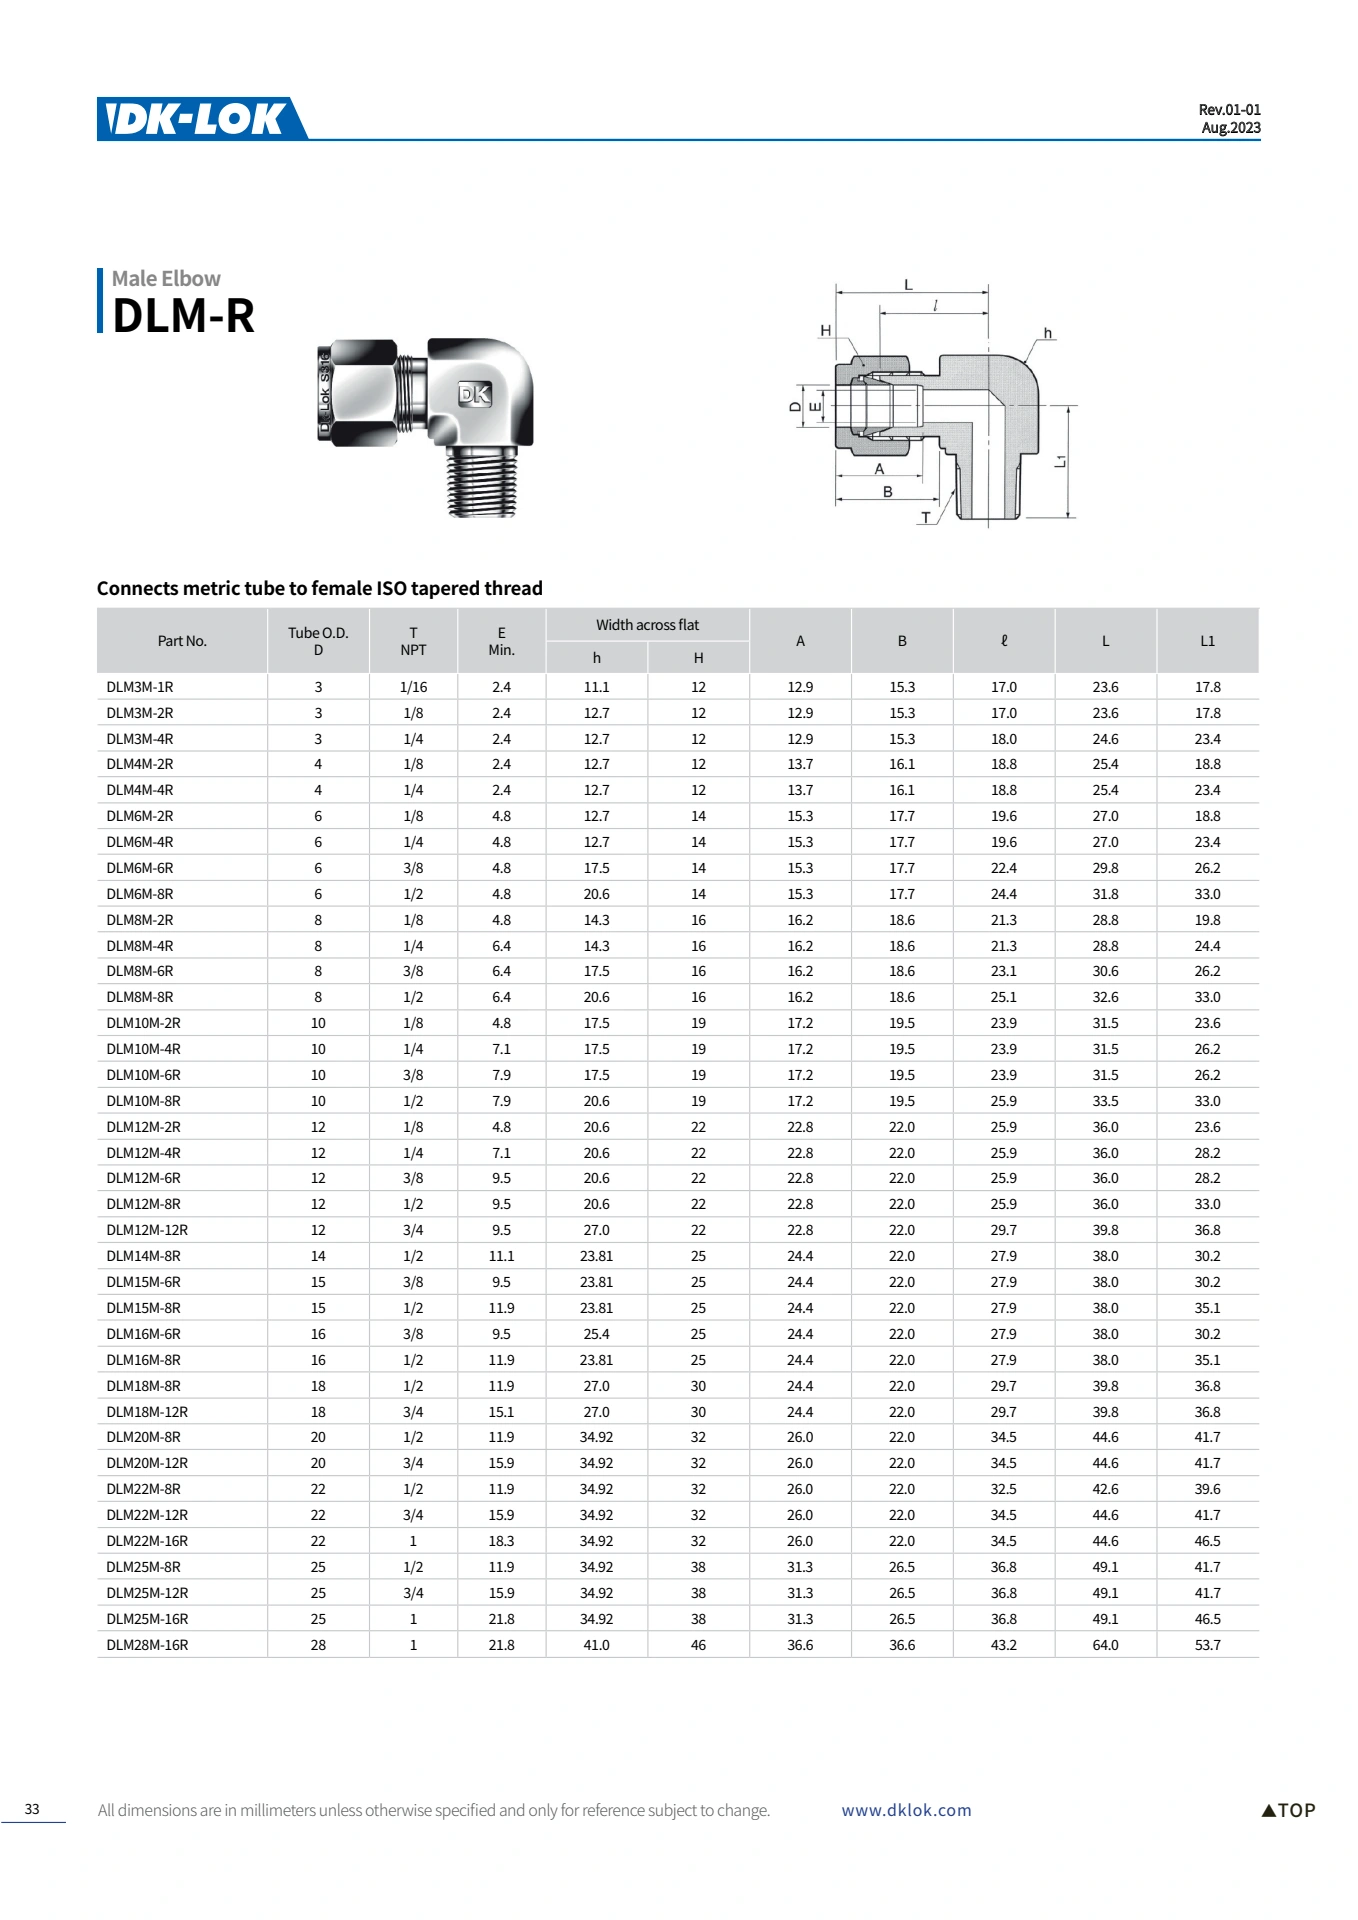 DK-LOK
Rev.01-01
Aug.2023
Male Elbow
DLM-R
DK-Lok S316
DK
L
l
H
h
D
E
A
B
L1
T
Connects metric tube to female ISO tapered thread
Part No. Tube O.D. D T NPT E Min. Width across flat h H A B ℓ L L1
DLM3M-1R 3 1/16 2.4 11.1 12 12.9 15.3 17.0 23.6 17.8
DLM3M-2R 3 1/8 2.4 12.7 12 12.9 15.3 17.0 23.6 17.8
DLM3M-4R 3 1/4 2.4 12.7 12 12.9 15.3 18.0 24.6 23.4
DLM4M-2R 4 1/8 2.4 12.7 12 13.7 16.1 18.8 25.4 18.8
DLM4M-4R 4 1/4 2.4 12.7 12 13.7 16.1 18.8 25.4 23.4
DLM6M-2R 6 1/8 4.8 12.7 14 15.3 17.7 19.6 27.0 18.8
DLM6M-4R 6 1/4 4.8 12.7 14 15.3 17.7 19.6 27.0 23.4
DLM6M-6R 6 3/8 4.8 17.5 14 15.3 17.7 22.4 29.8 26.2
DLM6M-8R 6 1/2 4.8 20.6 14 15.3 17.7 24.4 31.8 33.0
DLM8M-2R 8 1/8 4.8 14.3 16 16.2 18.6 21.3 28.8 19.8
DLM8M-4R 8 1/4 6.4 14.3 16 16.2 18.6 21.3 28.8 24.4
DLM8M-6R 8 3/8 6.4 17.5 16 16.2 18.6 23.1 30.6 26.2
DLM8M-8R 8 1/2 6.4 20.6 16 16.2 18.6 25.1 32.6 33.0
DLM10M-2R 10 1/8 4.8 17.5 19 17.2 19.5 23.9 31.5 23.6
DLM10M-4R 10 1/4 7.1 17.5 19 17.2 19.5 23.9 31.5 26.2
DLM10M-6R 10 3/8 7.9 17.5 19 17.2 19.5 23.9 31.5 26.2
DLM10M-8R 10 1/2 7.9 20.6 19 17.2 19.5 25.9 33.5 33.0
DLM12M-2R 12 1/8 4.8 20.6 22 22.8 22.0 25.9 36.0 23.6
DLM12M-4R 12 1/4 7.1 20.6 22 22.8 22.0 25.9 36.0 28.2
DLM12M-6R 12 3/8 9.5 20.6 22 22.8 22.0 25.9 36.0 28.2
DLM12M-8R 12 1/2 9.5 20.6 22 22.8 22.0 25.9 36.0 33.0
DLM12M-12R 12 3/4 9.5 27.0 22 22.8 22.0 29.7 39.8 36.8
DLM14M-8R 14 1/2 11.1 23.81 25 24.4 22.0 27.9 38.0 30.2
DLM15M-6R 15 3/8 9.5 23.81 25 24.4 22.0 27.9 38.0 30.2
DLM15M-8R 15 1/2 11.9 23.81 25 24.4 22.0 27.9 38.0 35.1
DLM16M-6R 16 3/8 9.5 25.4 25 24.4 22.0 27.9 38.0 30.2
DLM16M-8R 16 1/2 11.9 23.81 25 24.4 22.0 27.9 38.0 35.1
DLM18M-8R 18 1/2 11.9 27.0 30 24.4 22.0 29.7 39.8 36.8
DLM18M-12R 18 3/4 15.1 27.0 30 24.4 22.0 29.7 39.8 36.8
DLM20M-8R 20 1/2 11.9 34.92 32 26.0 22.0 34.5 44.6 41.7
DLM20M-12R 20 3/4 15.9 34.92 32 26.0 22.0 34.5 44.6 41.7
DLM22M-8R 22 1/2 11.9 34.92 32 26.0 22.0 32.5 42.6 39.6
DLM22M-12R 22 3/4 15.9 34.92 32 26.0 22.0 34.5 44.6 41.7
DLM22M-16R 22 1 18.3 34.92 32 26.0 22.0 34.5 44.6 46.5
DLM25M-8R 25 1/2 11.9 34.92 38 31.3 26.5 36.8 49.1 41.7
DLM25M-12R 25 3/4 15.9 34.92 38 31.3 26.5 36.8 49.1 41.7
DLM25M-16R 25 1 21.8 34.92 38 31.3 26.5 36.8 49.1 46.5
DLM28M-16R 28 1 21.8 41.0 46 36.6 36.6 43.2 64.0 53.7
33 All dimensions are in millimeters unless otherwise specified and only for reference subject to change. www.dklok.com ▲TOP